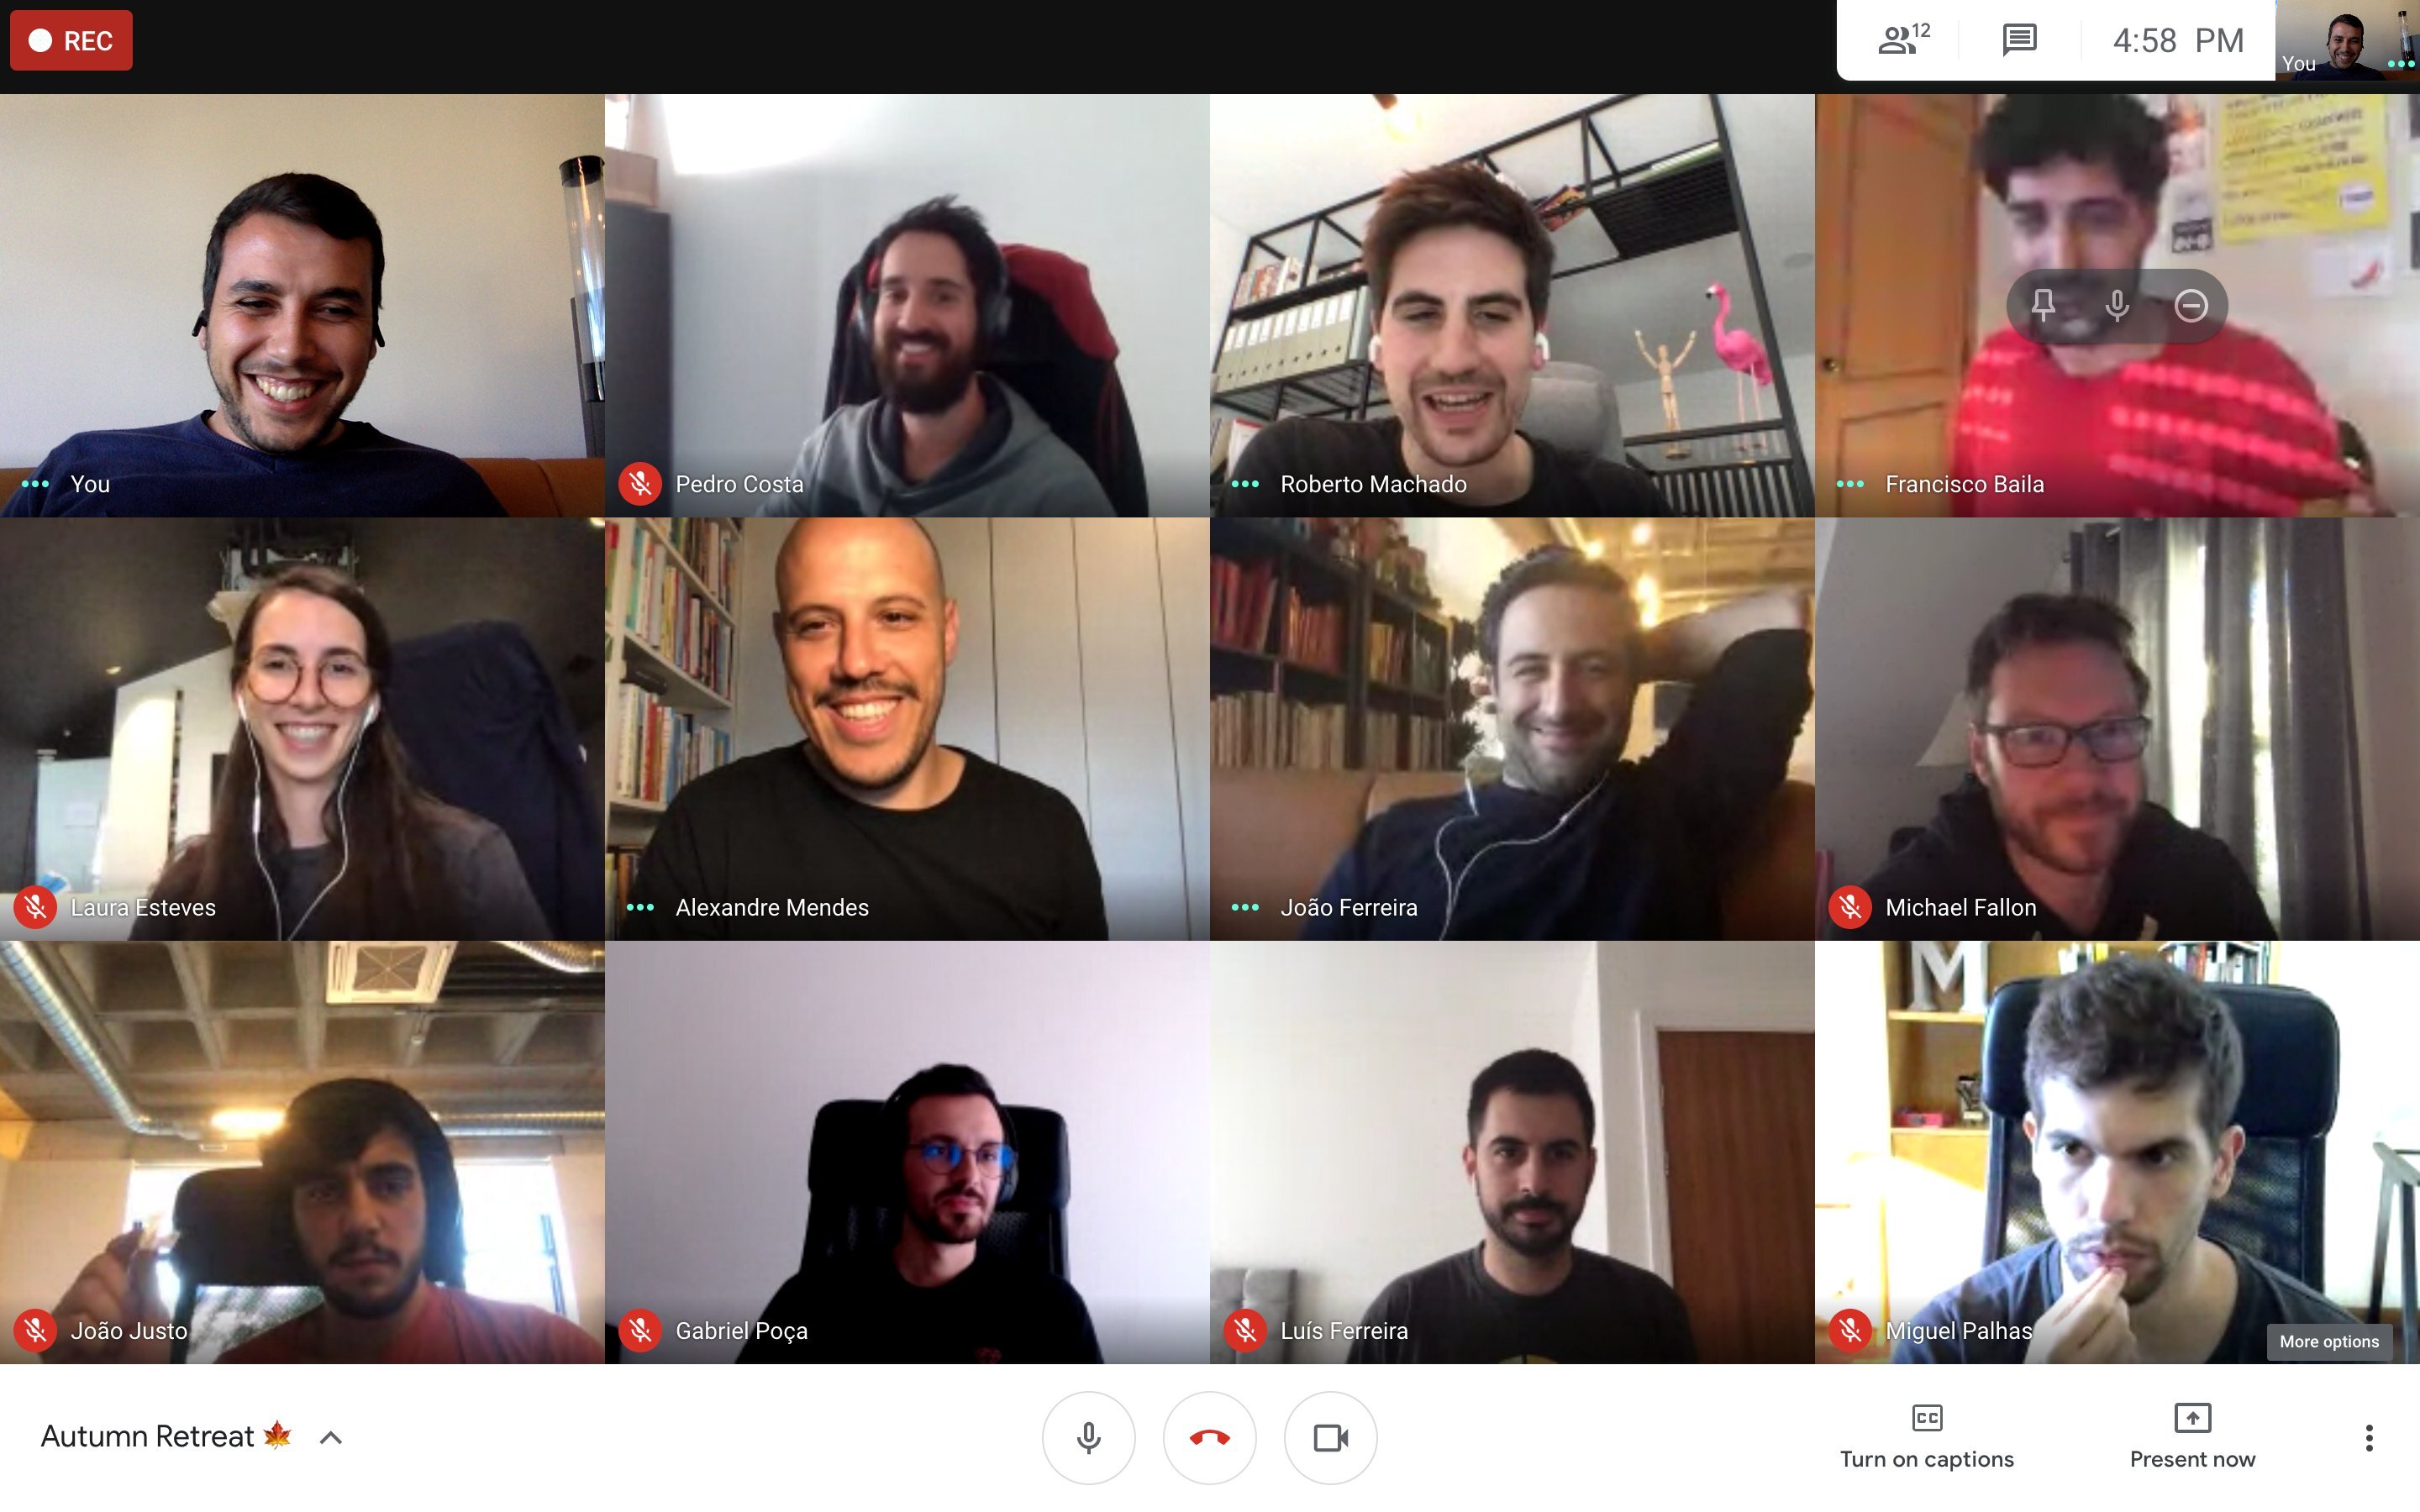 REC
12
4:58 PM
You
You
Pedro Costa
Roberto Machado
Francisco Baila
Laura Esteves
Alexandre Mendes
João Ferreira
Michael Fallon
M
João Justo
Gabriel Poça
Luís Ferreira
Miguel Palhas
More options
Autumn Retreat 🍁
CC
Turn on captions
Present now